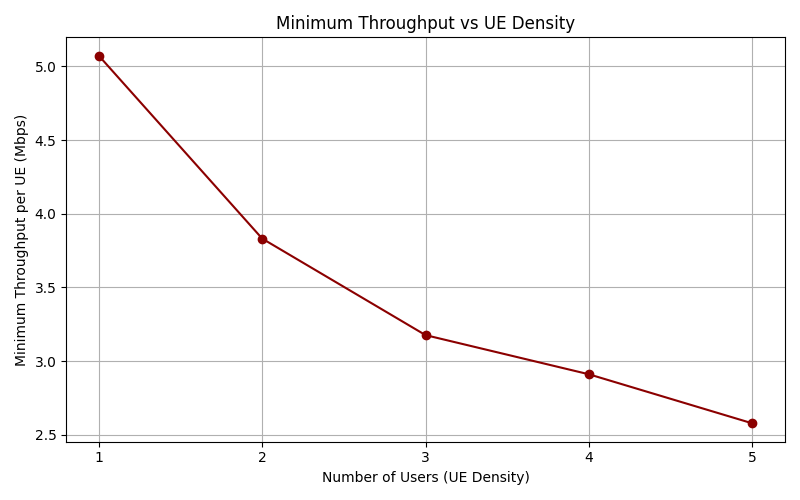 Minimum Throughput vs UE Density
Minimum Throughput per UE (Mbps)
5.0
4.5
4.0
3.5
3.0
2.5
1 2 3 4 5
Number of Users (UE Density)